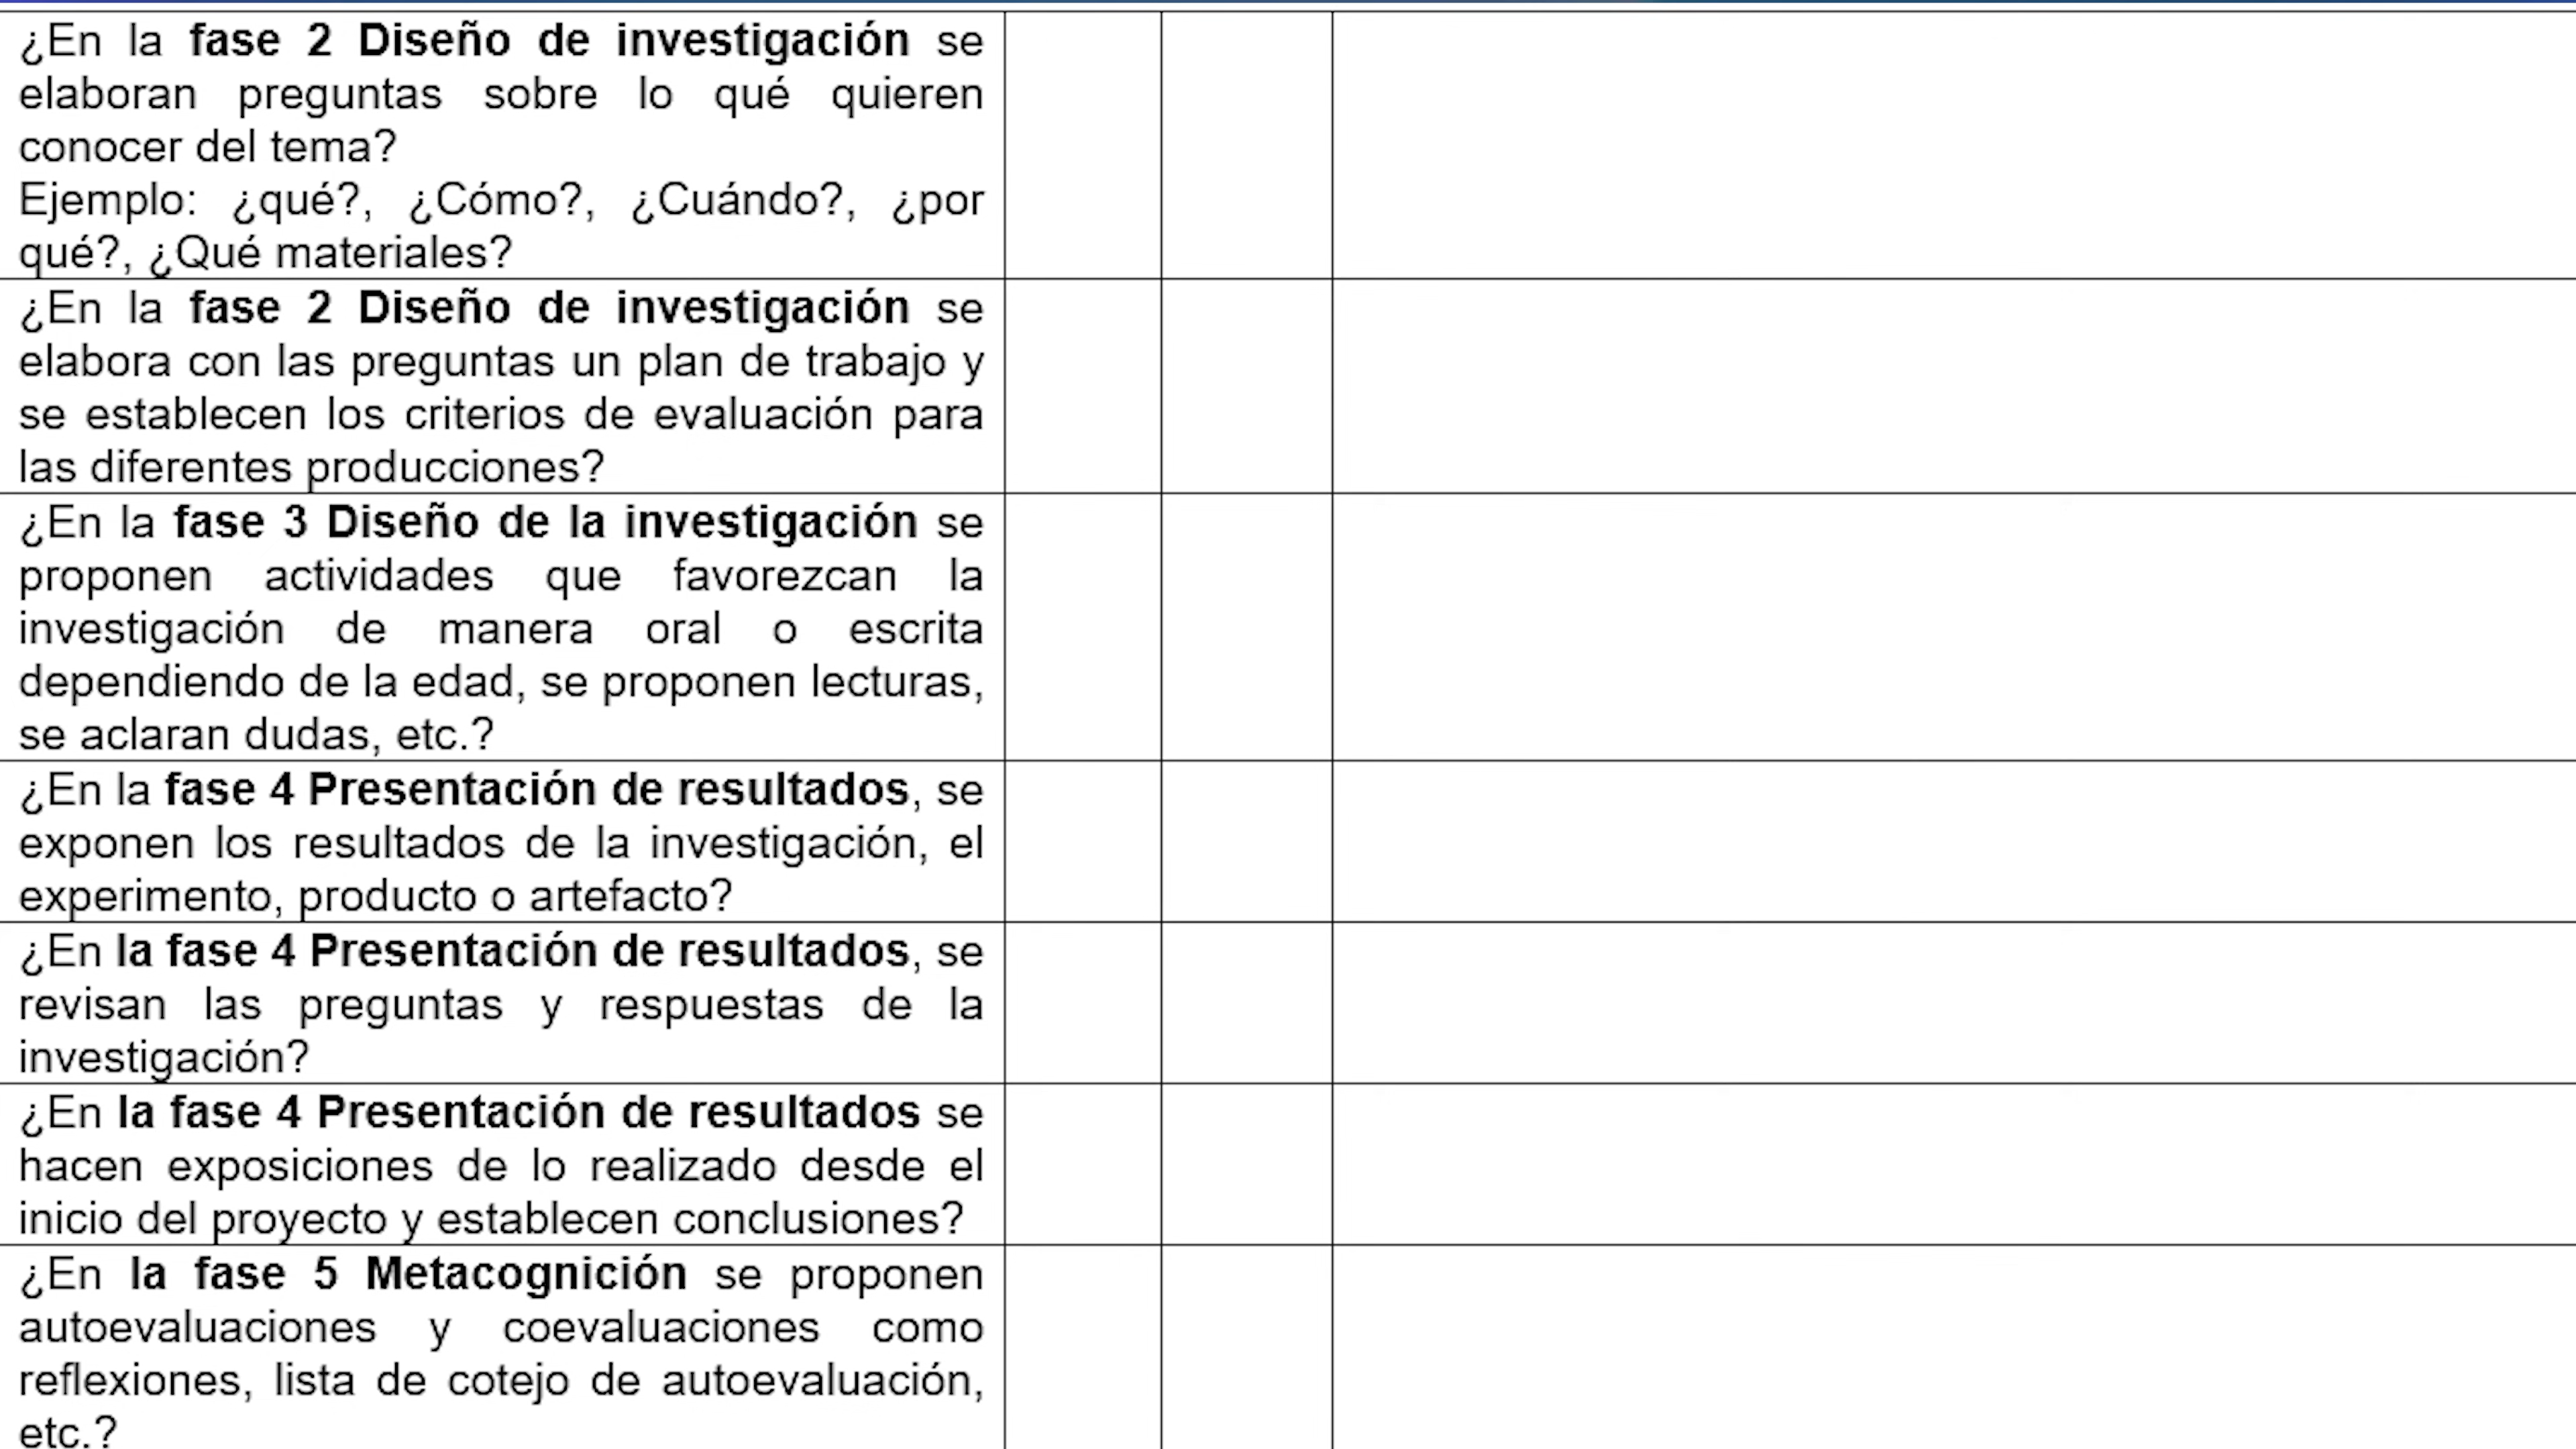 ¿En la fase 2 Diseño de investigación se
elaboran preguntas sobre lo qué quieren
conocer del tema?
Ejemplo: ¿qué?, ¿Cómo?, ¿Cuándo?, ¿por
qué?, ¿Qué materiales?
¿En la fase 2 Diseño de investigación se
elabora con las preguntas un plan de trabajo y
se establecen los criterios de evaluación para
las diferentes producciones?
¿En la fase 3 Diseño de la investigación se
proponen actividades que favorezcan la
investigación de manera oral o escrita
dependiendo de la edad, se proponen lecturas,
se aclaran dudas, etc.?
¿En la fase 4 Presentación de resultados, se
exponen los resultados de la investigación, el
experimento, producto o artefacto?
¿En la fase 4 Presentación de resultados, se
revisan las preguntas y respuestas de la
investigación?
¿En la fase 4 Presentación de resultados se
hacen exposiciones de lo realizado desde el
inicio del proyecto y establecen conclusiones?
¿En la fase 5 Metacognición se proponen
autoevaluaciones y coevaluaciones como
reflexiones, lista de cotejo de autoevaluación,
etc.?